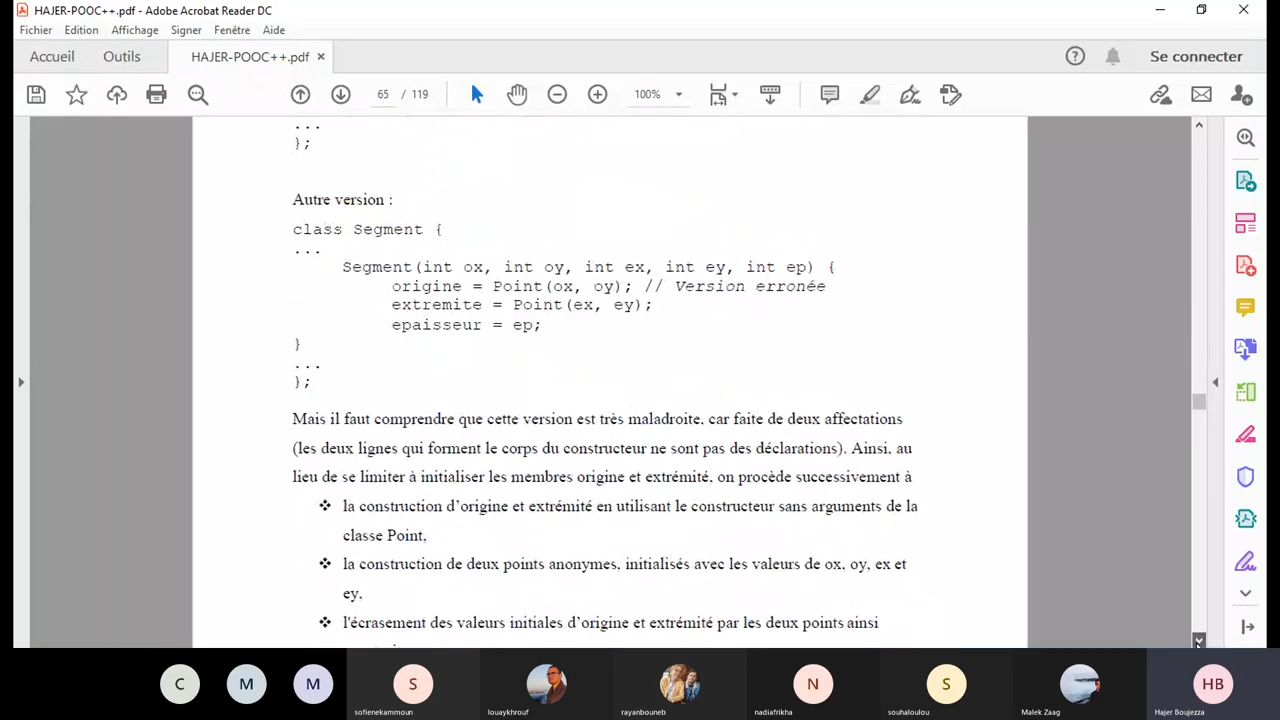 HAJER-POOC++.pdf - Adobe Acrobat Reader DC
Fichier Edition Affichage Signer Fenêtre Aide
Accueil Outils HAJER-POOC++.pdf × Se connecter
65 / 119 100%
...
};
Autre version :
class Segment {
...
Segment(int ox, int oy, int ex, int ey, int ep) {
origine = Point(ox, oy); // Version erronée
extremite = Point(ex, ey);
epaisseur = ep;
}
...
};
Mais il faut comprendre que cette version est très maladroite, car faite de deux affectations
(les deux lignes qui forment le corps du constructeur ne sont pas des déclarations). Ainsi, au
lieu de se limiter à initialiser les membres origine et extrémité, on procède successivement à
❖ la construction d’origine et extrémité en utilisant le constructeur sans arguments de la
classe Point,
❖ la construction de deux points anonymes, initialisés avec les valeurs de ox, oy, ex et
ey,
❖ l'écrasement des valeurs initiales d’origine et extrémité par les deux points ainsi
C M M S N S HB
sofienekammoun louaykhrouf rayanbouneb nadiafrikha souhaloulou Malek Zaag Hajer Boujezza